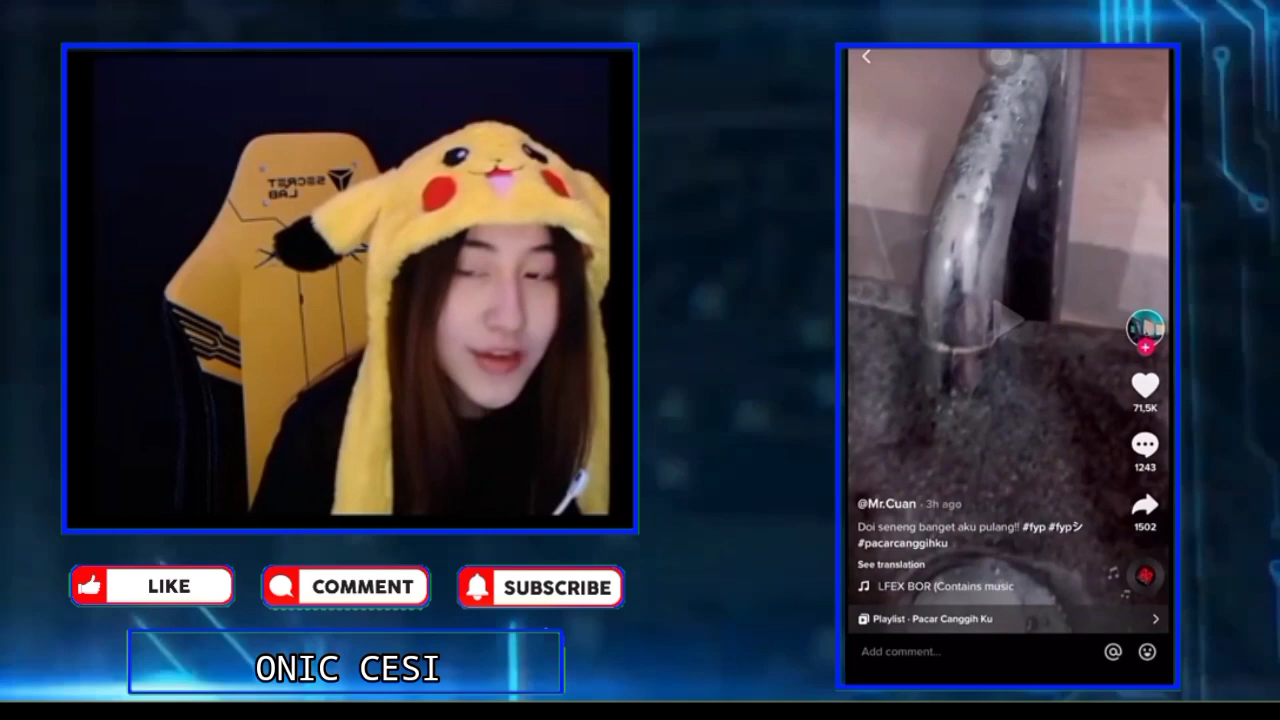 SECRET
LAB
LIKE
COMMENT
SUBSCRIBE
ONIC CESI
71,5K
1243
1502
@Mr.Cuan · 3h ago
Doi seneng banget aku pulang!! #fyp #fypシ
#pacarcanggihku
See translation
LFEX BOR (Contains music
Playlist · Pacar Canggih Ku
Add comment...